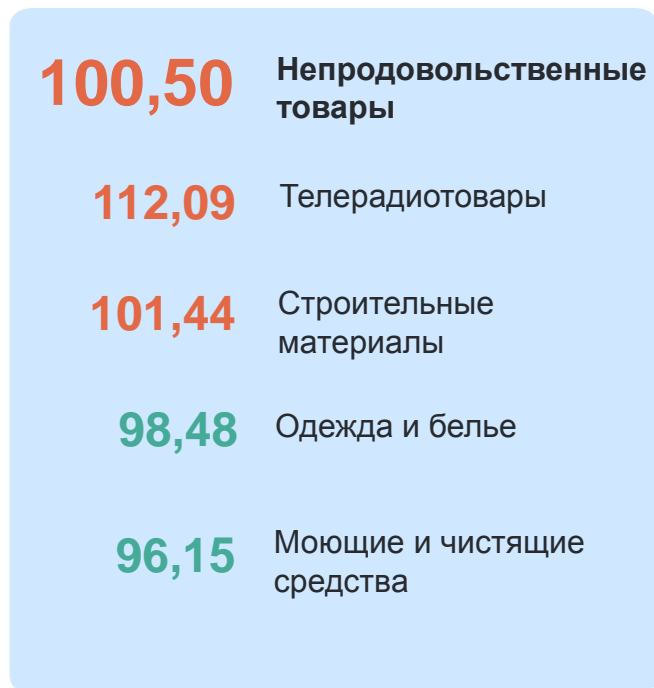 100,50 Непродовольственные
товары
112,09 Телерадиотовары
101,44 Строительные
материалы
98,48 Одежда и белье
96,15 Моющие и чистящие
средства